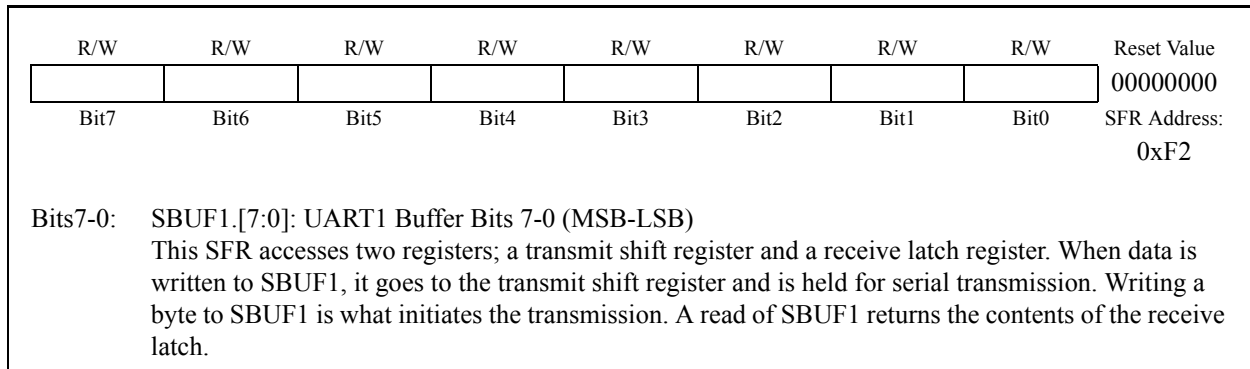 R/W R/W R/W R/W R/W R/W R/W R/W Reset Value
00000000
Bit7 Bit6 Bit5 Bit4 Bit3 Bit2 Bit1 Bit0 SFR Address:
0xF2
Bits7-0: SBUF1.[7:0]: UART1 Buffer Bits 7-0 (MSB-LSB)
This SFR accesses two registers; a transmit shift register and a receive latch register. When data is
written to SBUF1, it goes to the transmit shift register and is held for serial transmission. Writing a
byte to SBUF1 is what initiates the transmission. A read of SBUF1 returns the contents of the receive
latch.